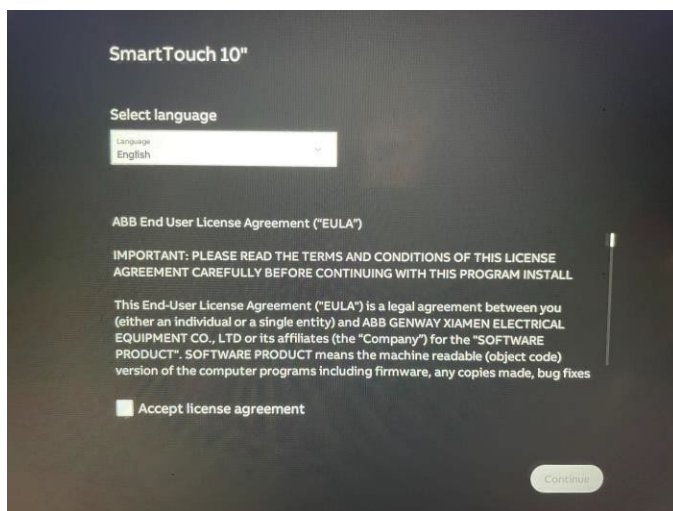 SmartTouch 10"
Select language
Language
English
ABB End User License Agreement ("EULA")
IMPORTANT: PLEASE READ THE TERMS AND CONDITIONS OF THIS LICENSE
AGREEMENT CAREFULLY BEFORE CONTINUING WITH THIS PROGRAM INSTALL
This End-User License Agreement ("EULA") is a legal agreement between you
(either an individual or a single entity) and ABB GENWAY XIAMEN ELECTRICAL
EQUIPMENT CO., LTD or its affiliates (the "Company") for the "SOFTWARE
PRODUCT". SOFTWARE PRODUCT means the machine readable (object code)
version of the computer programs including firmware, any copies made, bug fixes
Accept license agreement
Continue